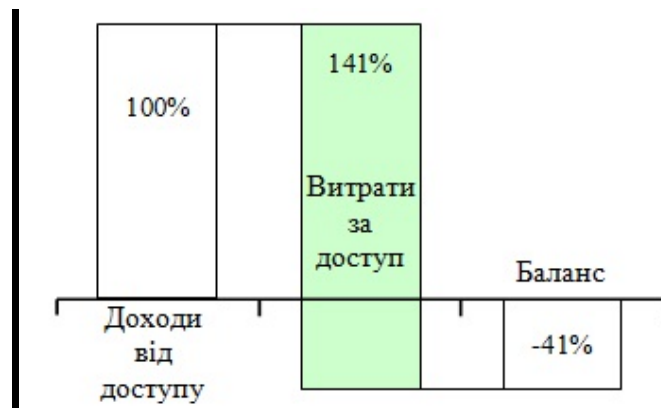 100%
141%
Витрати
за
доступ
Баланс
Доходи
від
доступу
-41%